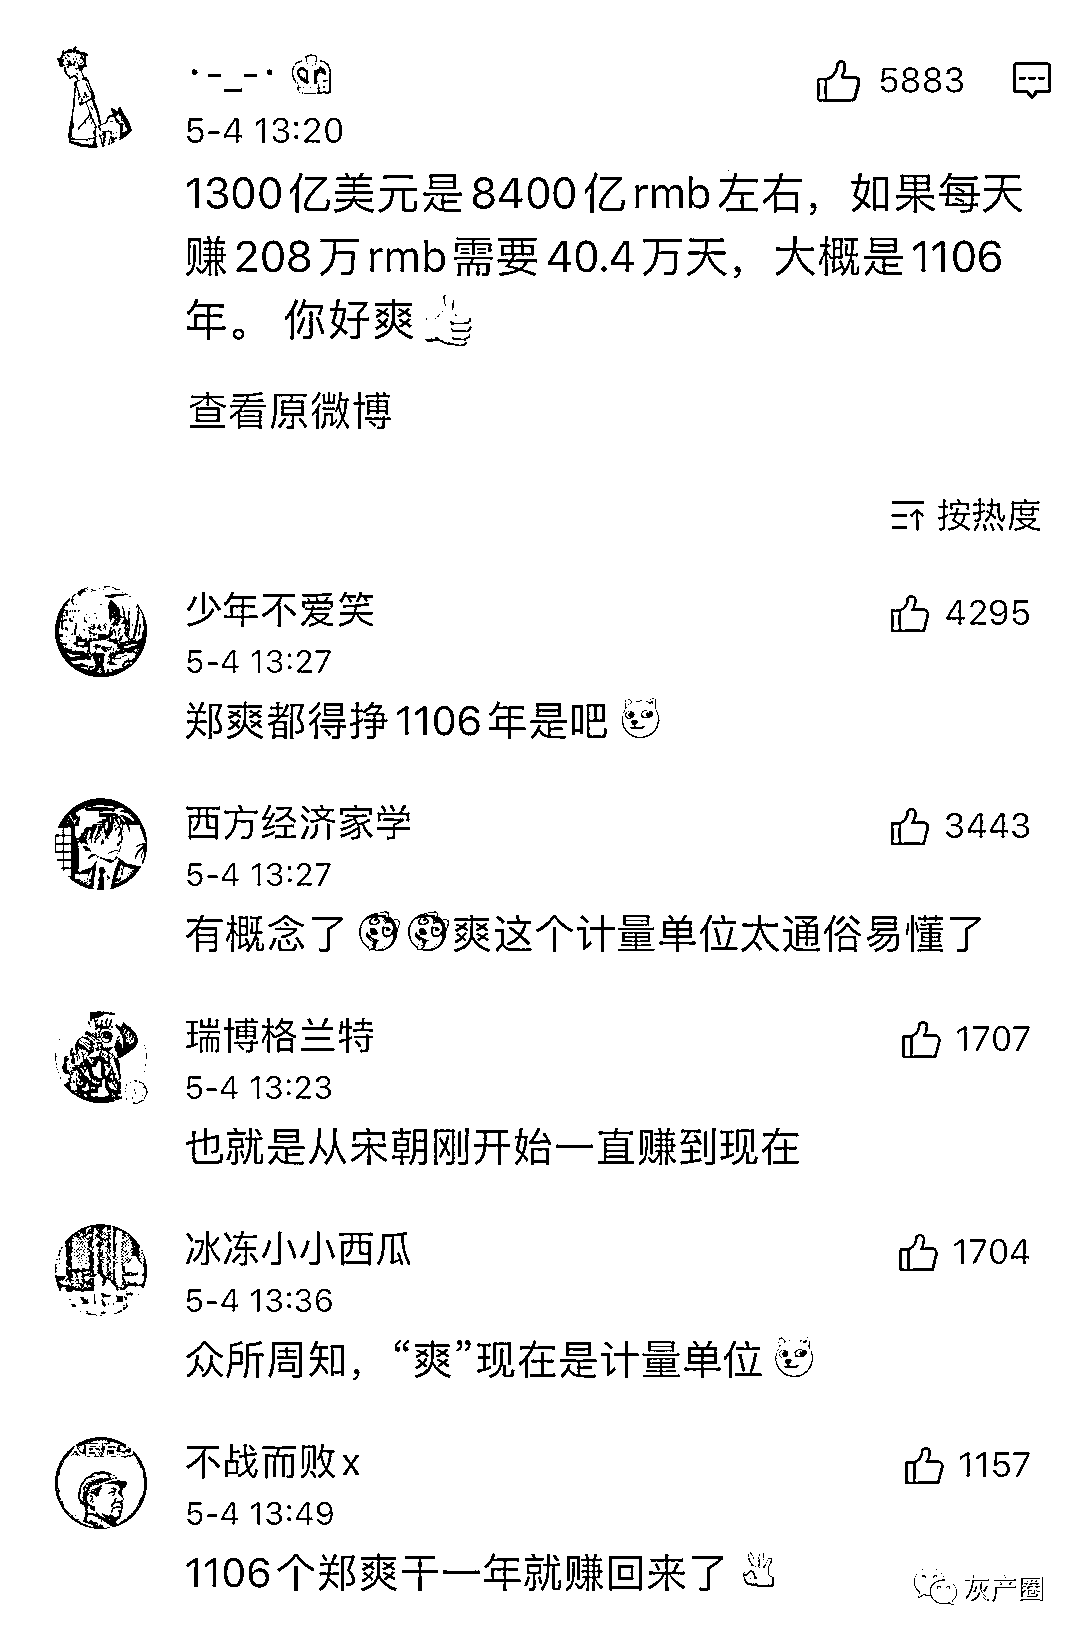 ·-_-·
5883
5-4 13:20
1300亿美元是8400亿rmb左右，如果每天
赚208万rmb需要40.4万天，大概是1106
年。 你好爽
查看原微博
按热度
少年不爱笑
4295
5-4 13:27
郑爽都得挣1106年是吧
西方经济家学
3443
5-4 13:27
有概念了爽这个计量单位太通俗易懂了
瑞博格兰特
1707
5-4 13:23
也就是从宋朝刚开始一直赚到现在
冰冻小小西瓜
1704
5-4 13:36
众所周知，“爽”现在是计量单位
不战而败x
1157
5-4 13:49
1106个郑爽干一年就赚回来了
灰产圈